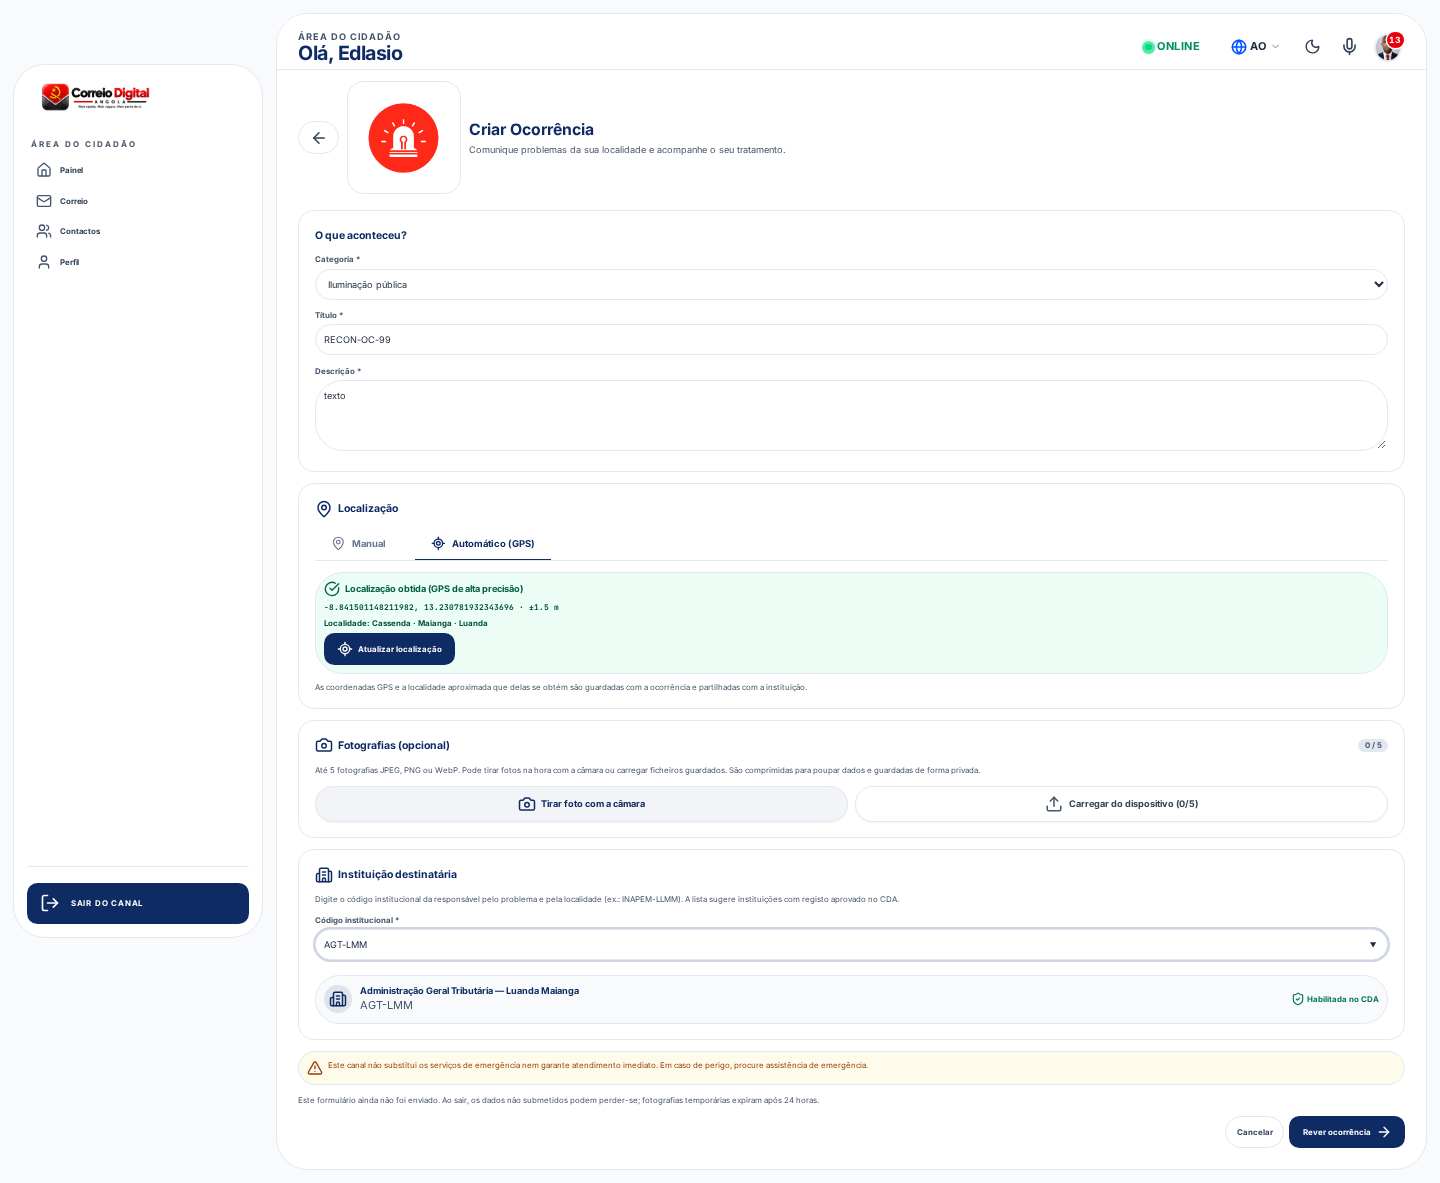 Correio Digital
ANGOLA
Mais rápido. Mais seguro. Mais perto de si.
ÁREA DO CIDADÃO
Painel
Correio
Contactos
Perfil
SAIR DO CANAL
ÁREA DO CIDADÃO
Olá, Edlasio
ONLINE
AO
13
Criar Ocorrência
Comunique problemas da sua localidade e acompanhe o seu tratamento.
O que aconteceu?
Categoria *
Iluminação pública
Título *
RECON-OC-99
Descrição *
texto
Localização
Manual
Automático (GPS)
Localização obtida (GPS de alta precisão)
-8.841501148211982, 13.230781932343696 · ±1.5 m
Localidade: Cassenda · Maianga · Luanda
Atualizar localização
As coordenadas GPS e a localidade aproximada que delas se obtém são guardadas com a ocorrência e partilhadas com a instituição.
Fotografias (opcional)
0 / 5
Até 5 fotografias JPEG, PNG ou WebP. Pode tirar fotos na hora com a câmara ou carregar ficheiros guardados. São comprimidas para poupar dados e guardadas de forma privada.
Tirar foto com a câmara
Carregar do dispositivo (0/5)
Instituição destinatária
Digite o código institucional da responsável pelo problema e pela localidade (ex.: INAPEM-LLMM). A lista sugere instituições com registo aprovado no CDA.
Código institucional *
AGT-LMM
Administração Geral Tributária — Luanda Maianga
AGT-LMM
Habilitada no CDA
Este canal não substitui os serviços de emergência nem garante atendimento imediato. Em caso de perigo, procure assistência de emergência.
Este formulário ainda não foi enviado. Ao sair, os dados não submetidos podem perder-se; fotografias temporárias expiram após 24 horas.
Cancelar
Rever ocorrência